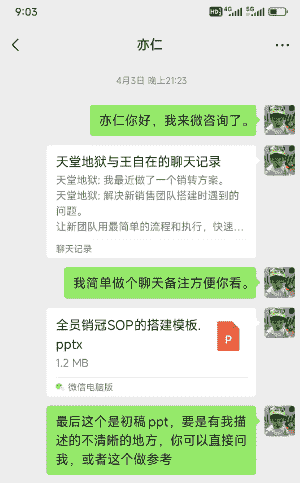 9:03
HD 4G 5G
亦仁
4月3日 晚上21:23
亦仁你好，我来微咨询了。
天堂地狱与王自在的聊天记录
天堂地狱: 我最近做了一个销转方案。
天堂地狱: 解决新销售团队搭建时遇到的
问题。
让新团队用最简单的流程和执行，快速...
聊天记录
我简单做个聊天备注方便你看。
全员销冠SOP的搭建模板.
pptx
1.2 MB
P
微信电脑版
最后这个是初稿ppt，要是有我描
述的不清晰的地方，你可以直接问
我，或者这个做参考